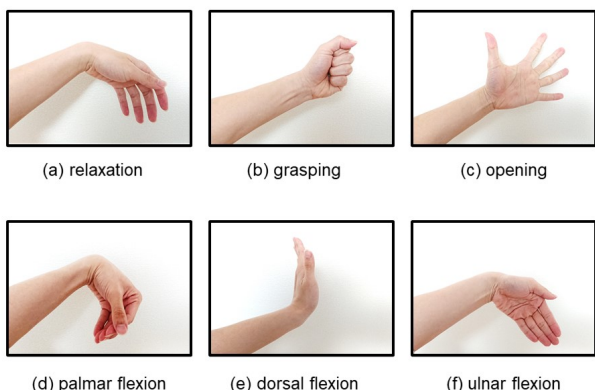 (a) relaxation
(b) grasping
(c) opening
(d) palmar flexion
(e) dorsal flexion
(f) ulnar flexion